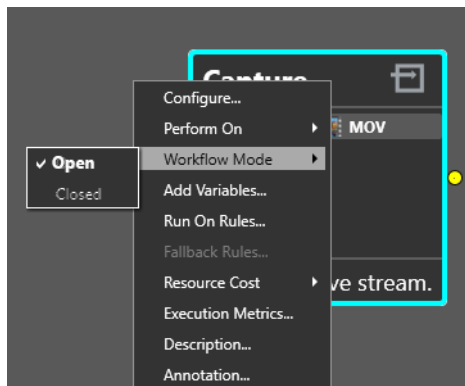 Capture
Configure...
Perform On
MOV
✓ Open
Workflow Mode
Closed
Add Variables...
Run On Rules...
Fallback Rules...
Resource Cost
ve stream.
Execution Metrics...
Description...
Annotation...